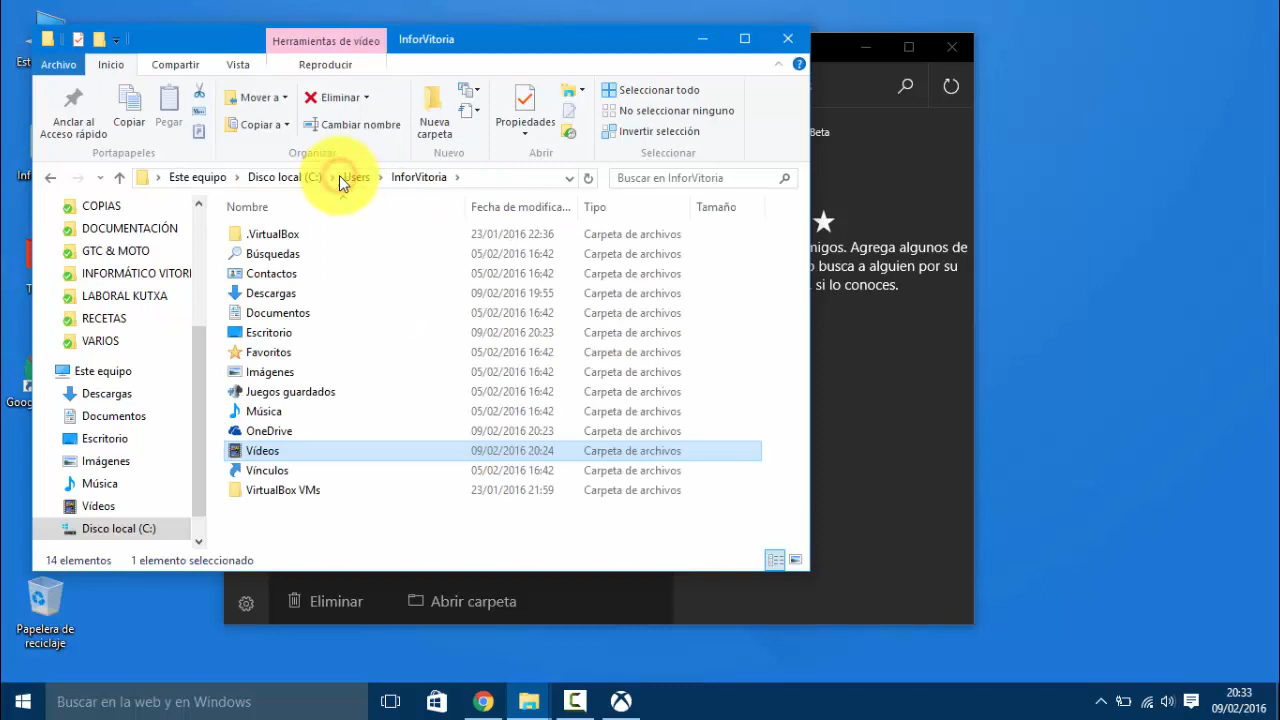 Herramientas de vídeo
InforVitoria
Archivo
Inicio
Compartir
Vista
Reproducir
Anclar al
Acceso rápido
Copiar
Pegar
Mover a
Copiar a
Eliminar
Cambiar nombre
Nueva
carpeta
Propiedades
Seleccionar todo
No seleccionar ninguno
Invertir selección
Portapapeles
Organizar
Nuevo
Abrir
Seleccionar
Este equipo
Disco local (C:)
Users
InforVitoria
Buscar en InforVitoria
COPIAS
DOCUMENTACIÓN
GTC & MOTO
INFORMÁTICO VITORI
LABORAL KUTXA
RECETAS
VARIOS
Este equipo
Descargas
Documentos
Escritorio
Imágenes
Música
Vídeos
Disco local (C:)
Nombre Fecha de modifica... Tipo Tamaño
.VirtualBox 23/01/2016 22:36 Carpeta de archivos
Búsquedas 05/02/2016 16:42 Carpeta de archivos
Contactos 05/02/2016 16:42 Carpeta de archivos
Descargas 09/02/2016 19:55 Carpeta de archivos
Documentos 05/02/2016 16:42 Carpeta de archivos
Escritorio 09/02/2016 20:23 Carpeta de archivos
Favoritos 05/02/2016 16:42 Carpeta de archivos
Imágenes 05/02/2016 16:42 Carpeta de archivos
Juegos guardados 05/02/2016 16:42 Carpeta de archivos
Música 05/02/2016 16:42 Carpeta de archivos
OneDrive 09/02/2016 20:23 Carpeta de archivos
Vídeos 09/02/2016 20:24 Carpeta de archivos
Vínculos 05/02/2016 16:42 Carpeta de archivos
VirtualBox VMs 23/01/2016 21:59 Carpeta de archivos
14 elementos 1 elemento seleccionado
Beta
migos. Agrega algunos de
o busca a alguien por su
si lo conoces.
Eliminar
Abrir carpeta
Papelera de
reciclaje
Buscar en la web y en Windows
20:33
09/02/2016